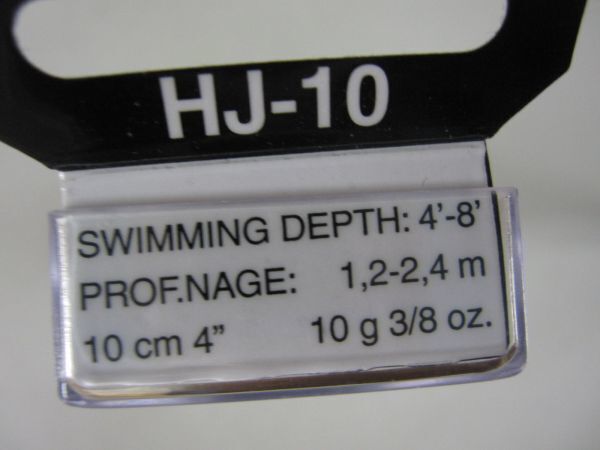 HJ-10
SWIMMING DEPTH: 4'-8'
PROF.NAGE: 1,2-2,4 m
10 cm 4” 10 g 3/8 oz.